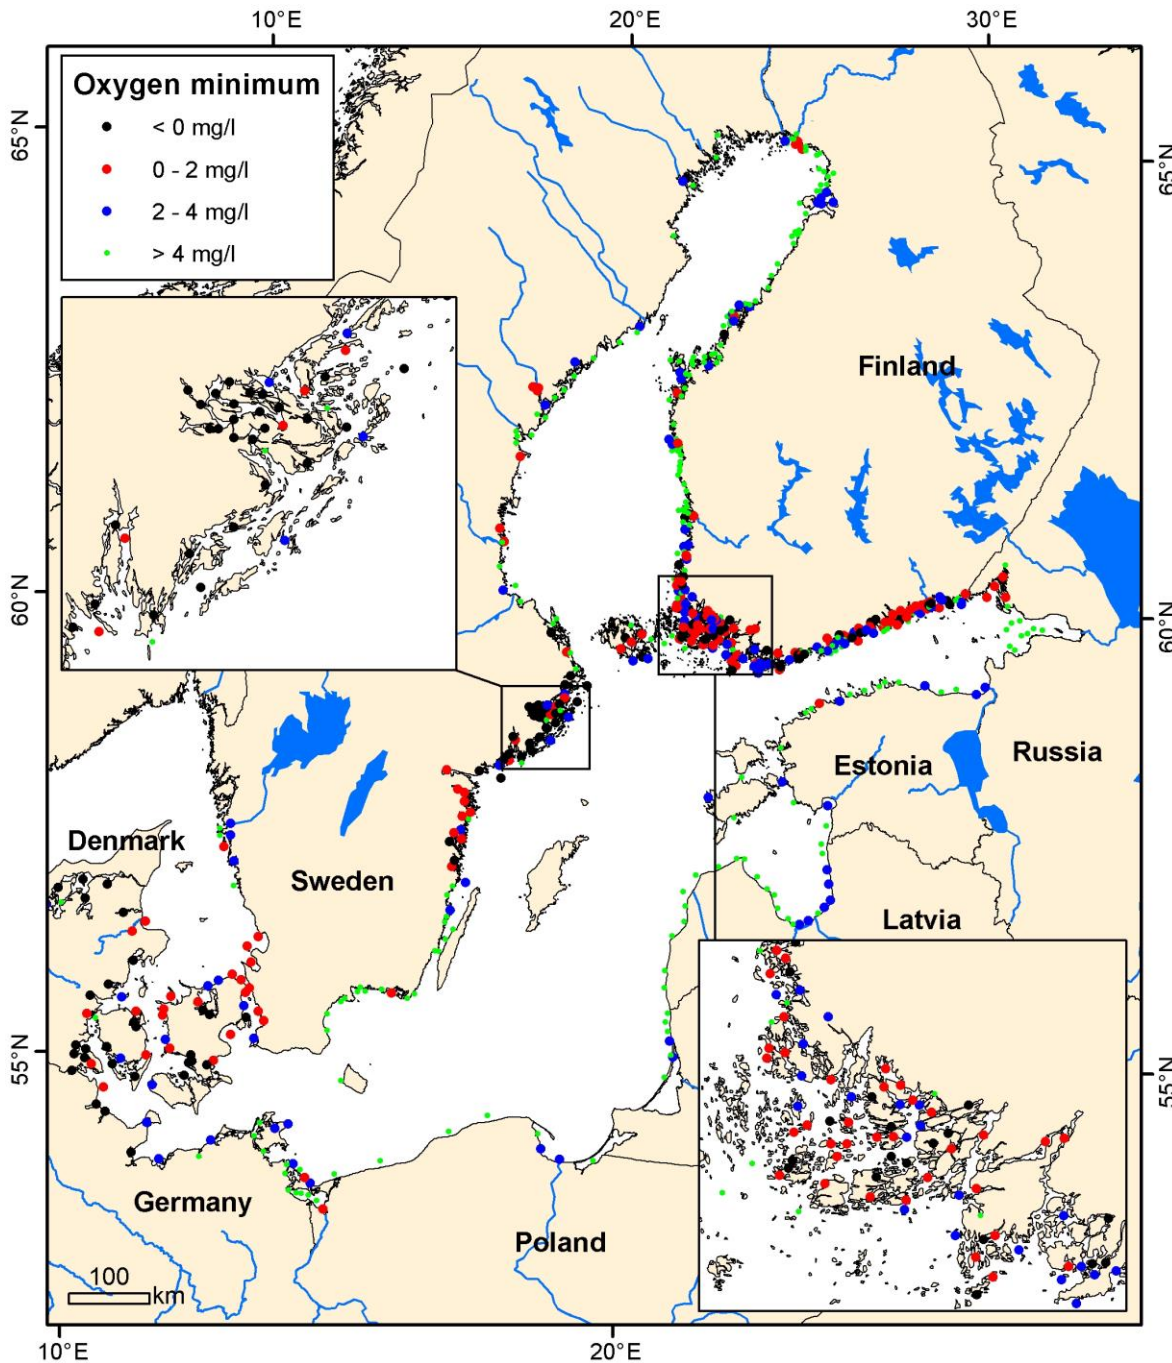 10°E 20°E 30°E
Oxygen minimum
< 0 mg/l
0 - 2 mg/l
2 - 4 mg/l
> 4 mg/l
65°N
65°N
Finland
60°N
60°N
Russia
Estonia
Denmark
Sweden
Latvia
55°N
55°N
Germany
Poland
100
km
10°E 20°E